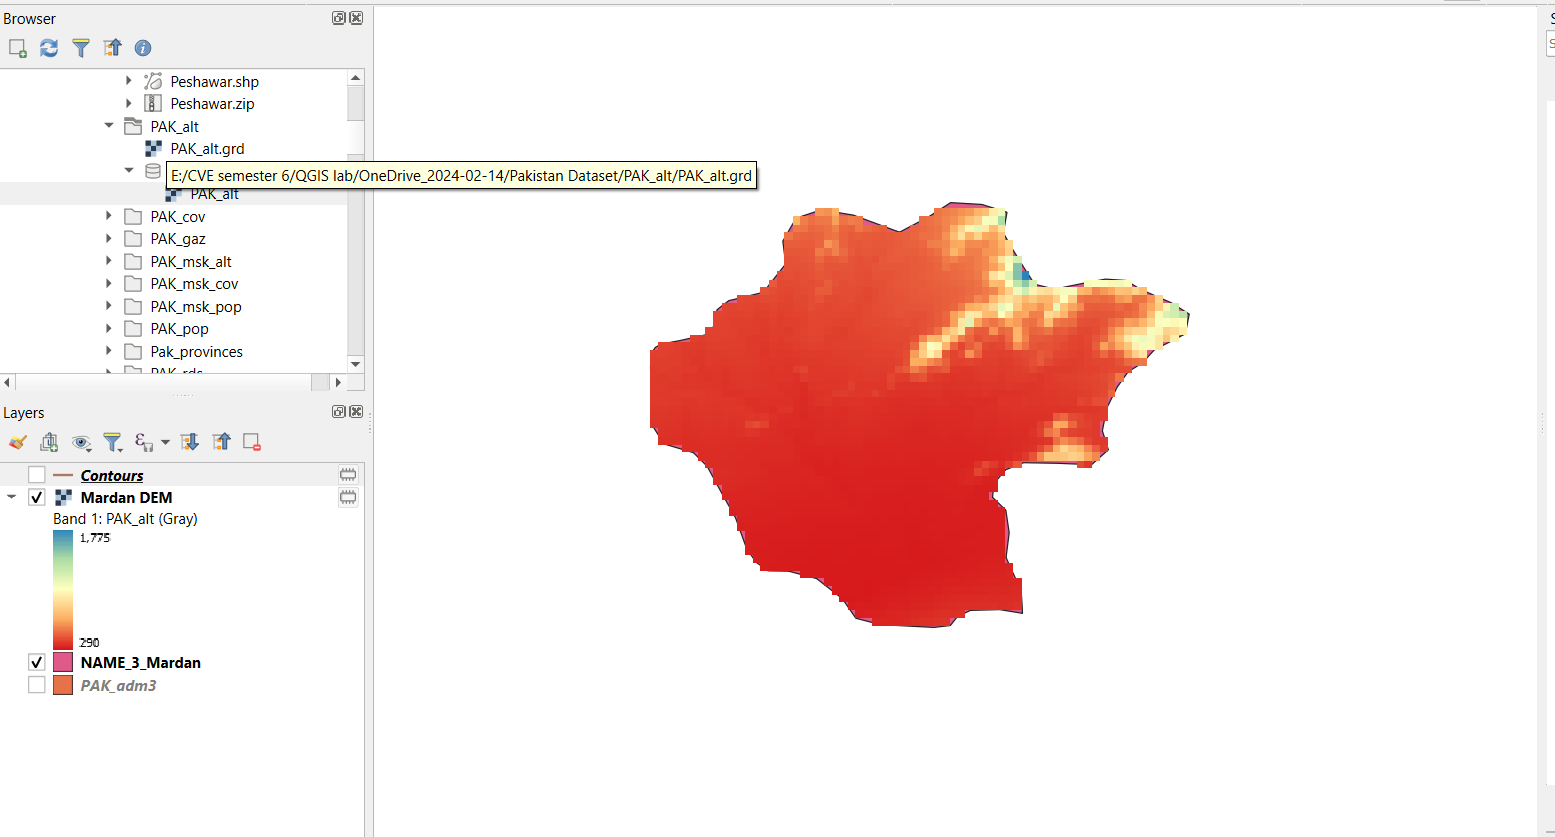 Browser
Peshawar.shp
Peshawar.zip
PAK_alt
PAK_alt.grd
E:/CVE semester 6/QGIS lab/OneDrive_2024-02-14/Pakistan Dataset/PAK_alt/PAK_alt.grd
PAK_alt
PAK_cov
PAK_gaz
PAK_msk_alt
PAK_msk_cov
PAK_msk_pop
PAK_pop
Pak_provinces
PAK_rds
Layers
Contours
Mardan DEM
Band 1: PAK_alt (Gray)
1,775
290
NAME_3_Mardan
PAK_adm3